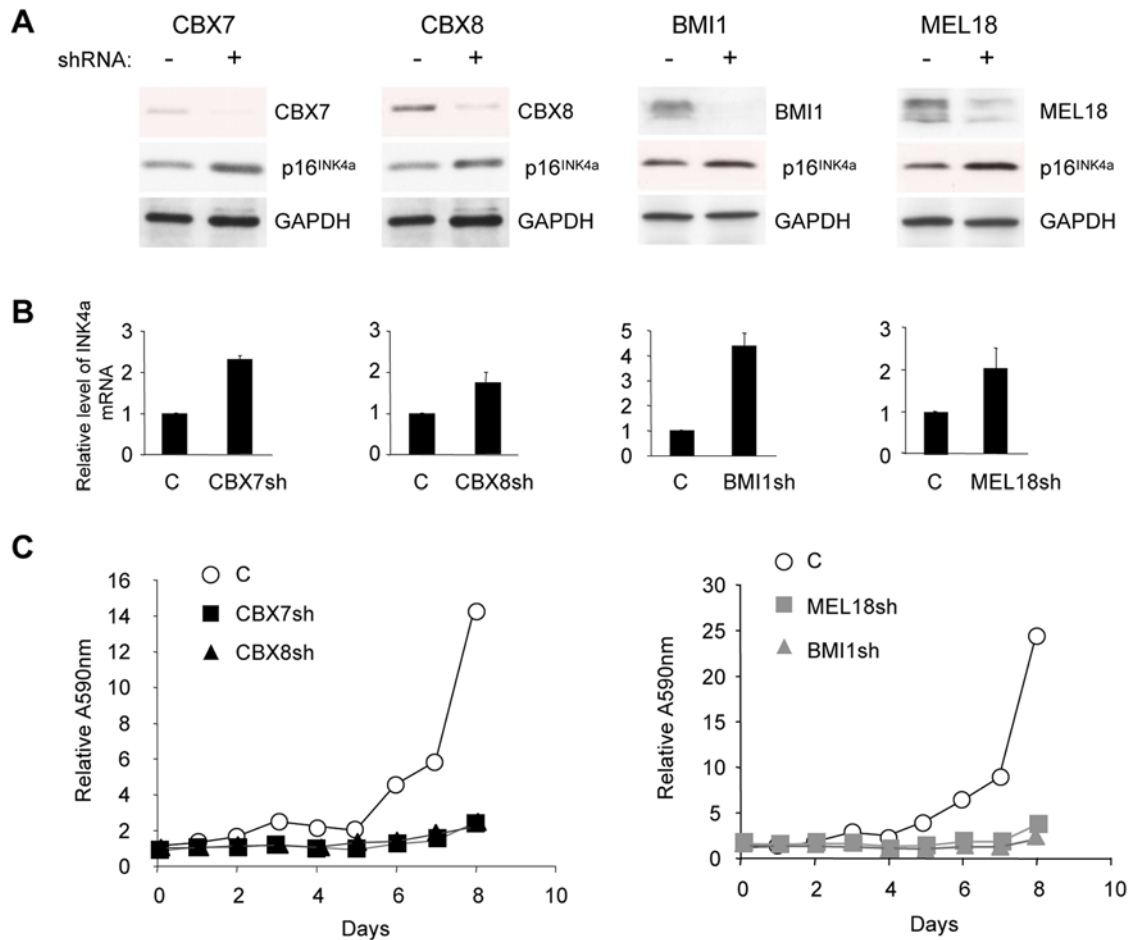 A
CBX7 CBX8 BMI1 MEL18
shRNA: - + - + - + - +
CBX7 CBX8 BMI1 MEL18
p16INK4a p16INK4a p16INK4a p16INK4a
GAPDH GAPDH GAPDH GAPDH
B
Relative level of INK4a
mRNA
3
2
1
0
C CBX7sh
3
2
1
0
C CBX8sh
5
4
3
2
1
0
C BMI1sh
3
2
1
0
C MEL18sh
C
Relative A590nm
16
14
12
10
8
6
4
2
0
C
CBX7sh
CBX8sh
0 2 4 6 8 10
Days
Relative A590nm
30
25
20
15
10
5
0
C
MEL18sh
BMI1sh
0 2 4 6 8 10
Days